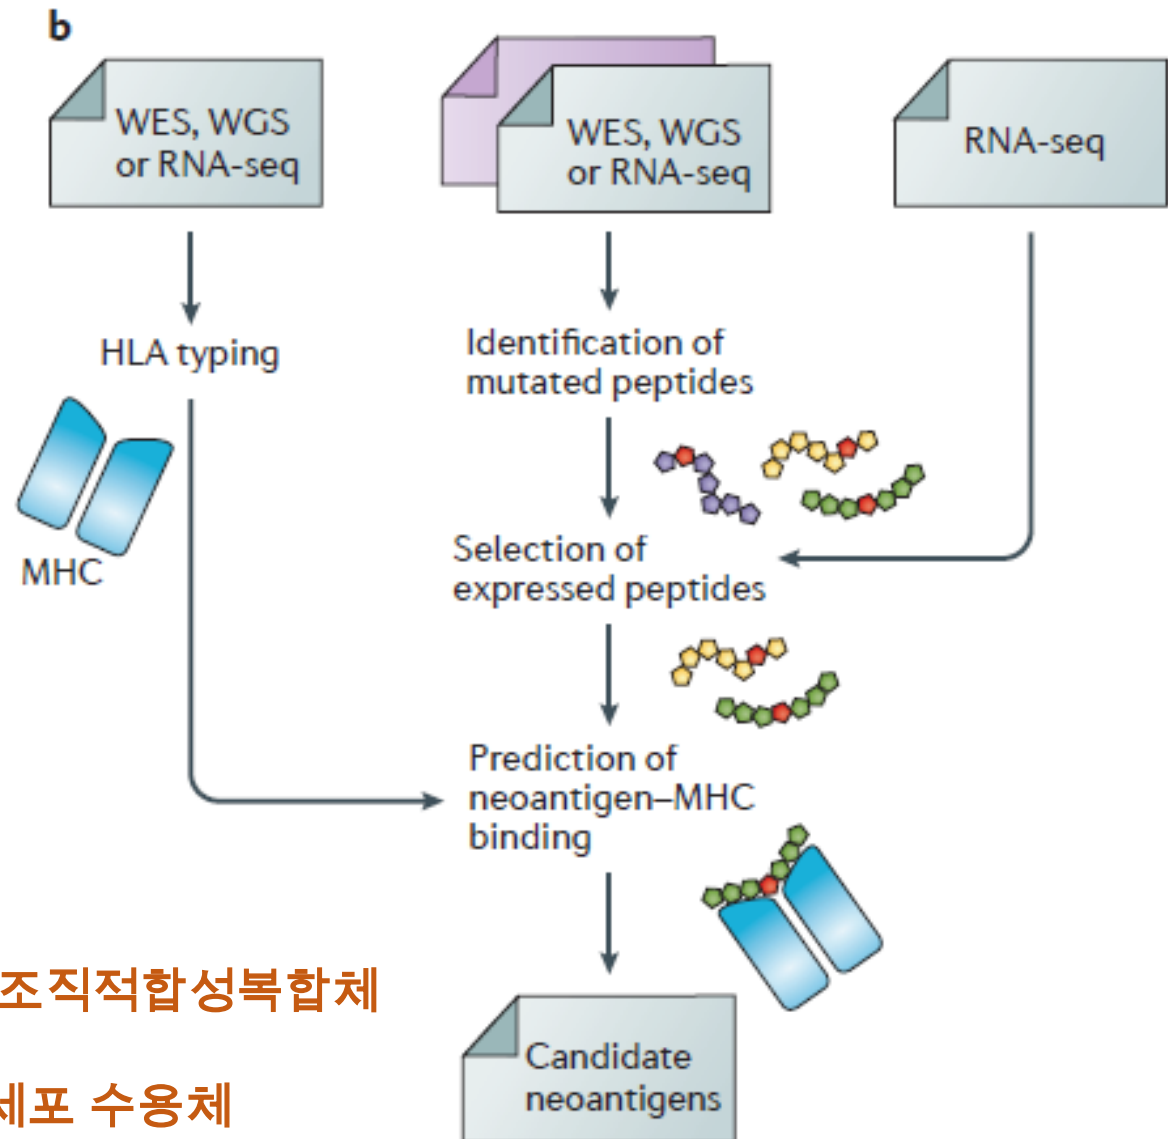 b
WES, WGS
or RNA-seq
WES, WGS
or RNA-seq
RNA-seq
HLA typing
Identification of
mutated peptides
MHC
Selection of
expressed peptides
Prediction of
neoantigen–MHC
binding
조직적합성복합체
Candidate
neoantigens
세포 수용체